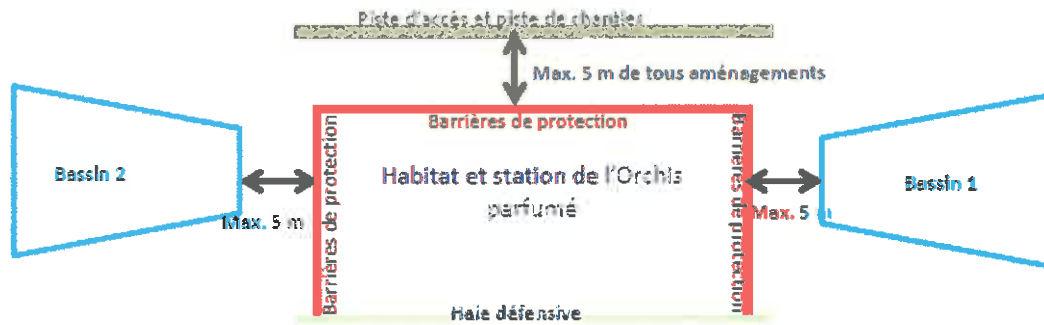 Piste d'accès et piste de chantier
Max. 5 m de tous aménagements
Barrières de protection
Barrières de protection
Barrières de protection
Bassin 2
Habitat et station de l'Orchis
parfumé
Bassin 1
Max. 5 m
Max. 5 m
Haie défensive